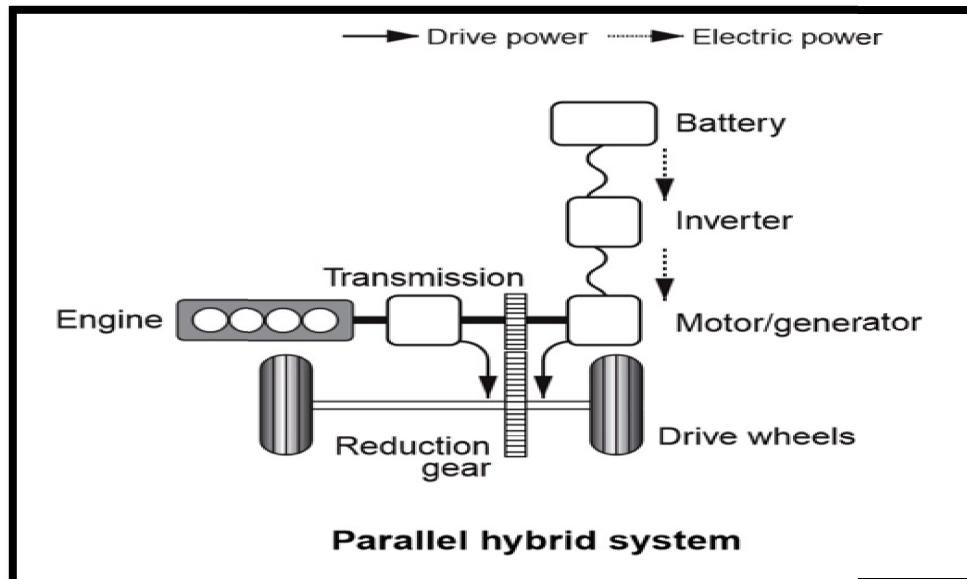 Drive power
Electric power
Battery
Inverter
Transmission
Engine
Motor/generator
Reduction
gear
Drive wheels
Parallel hybrid system